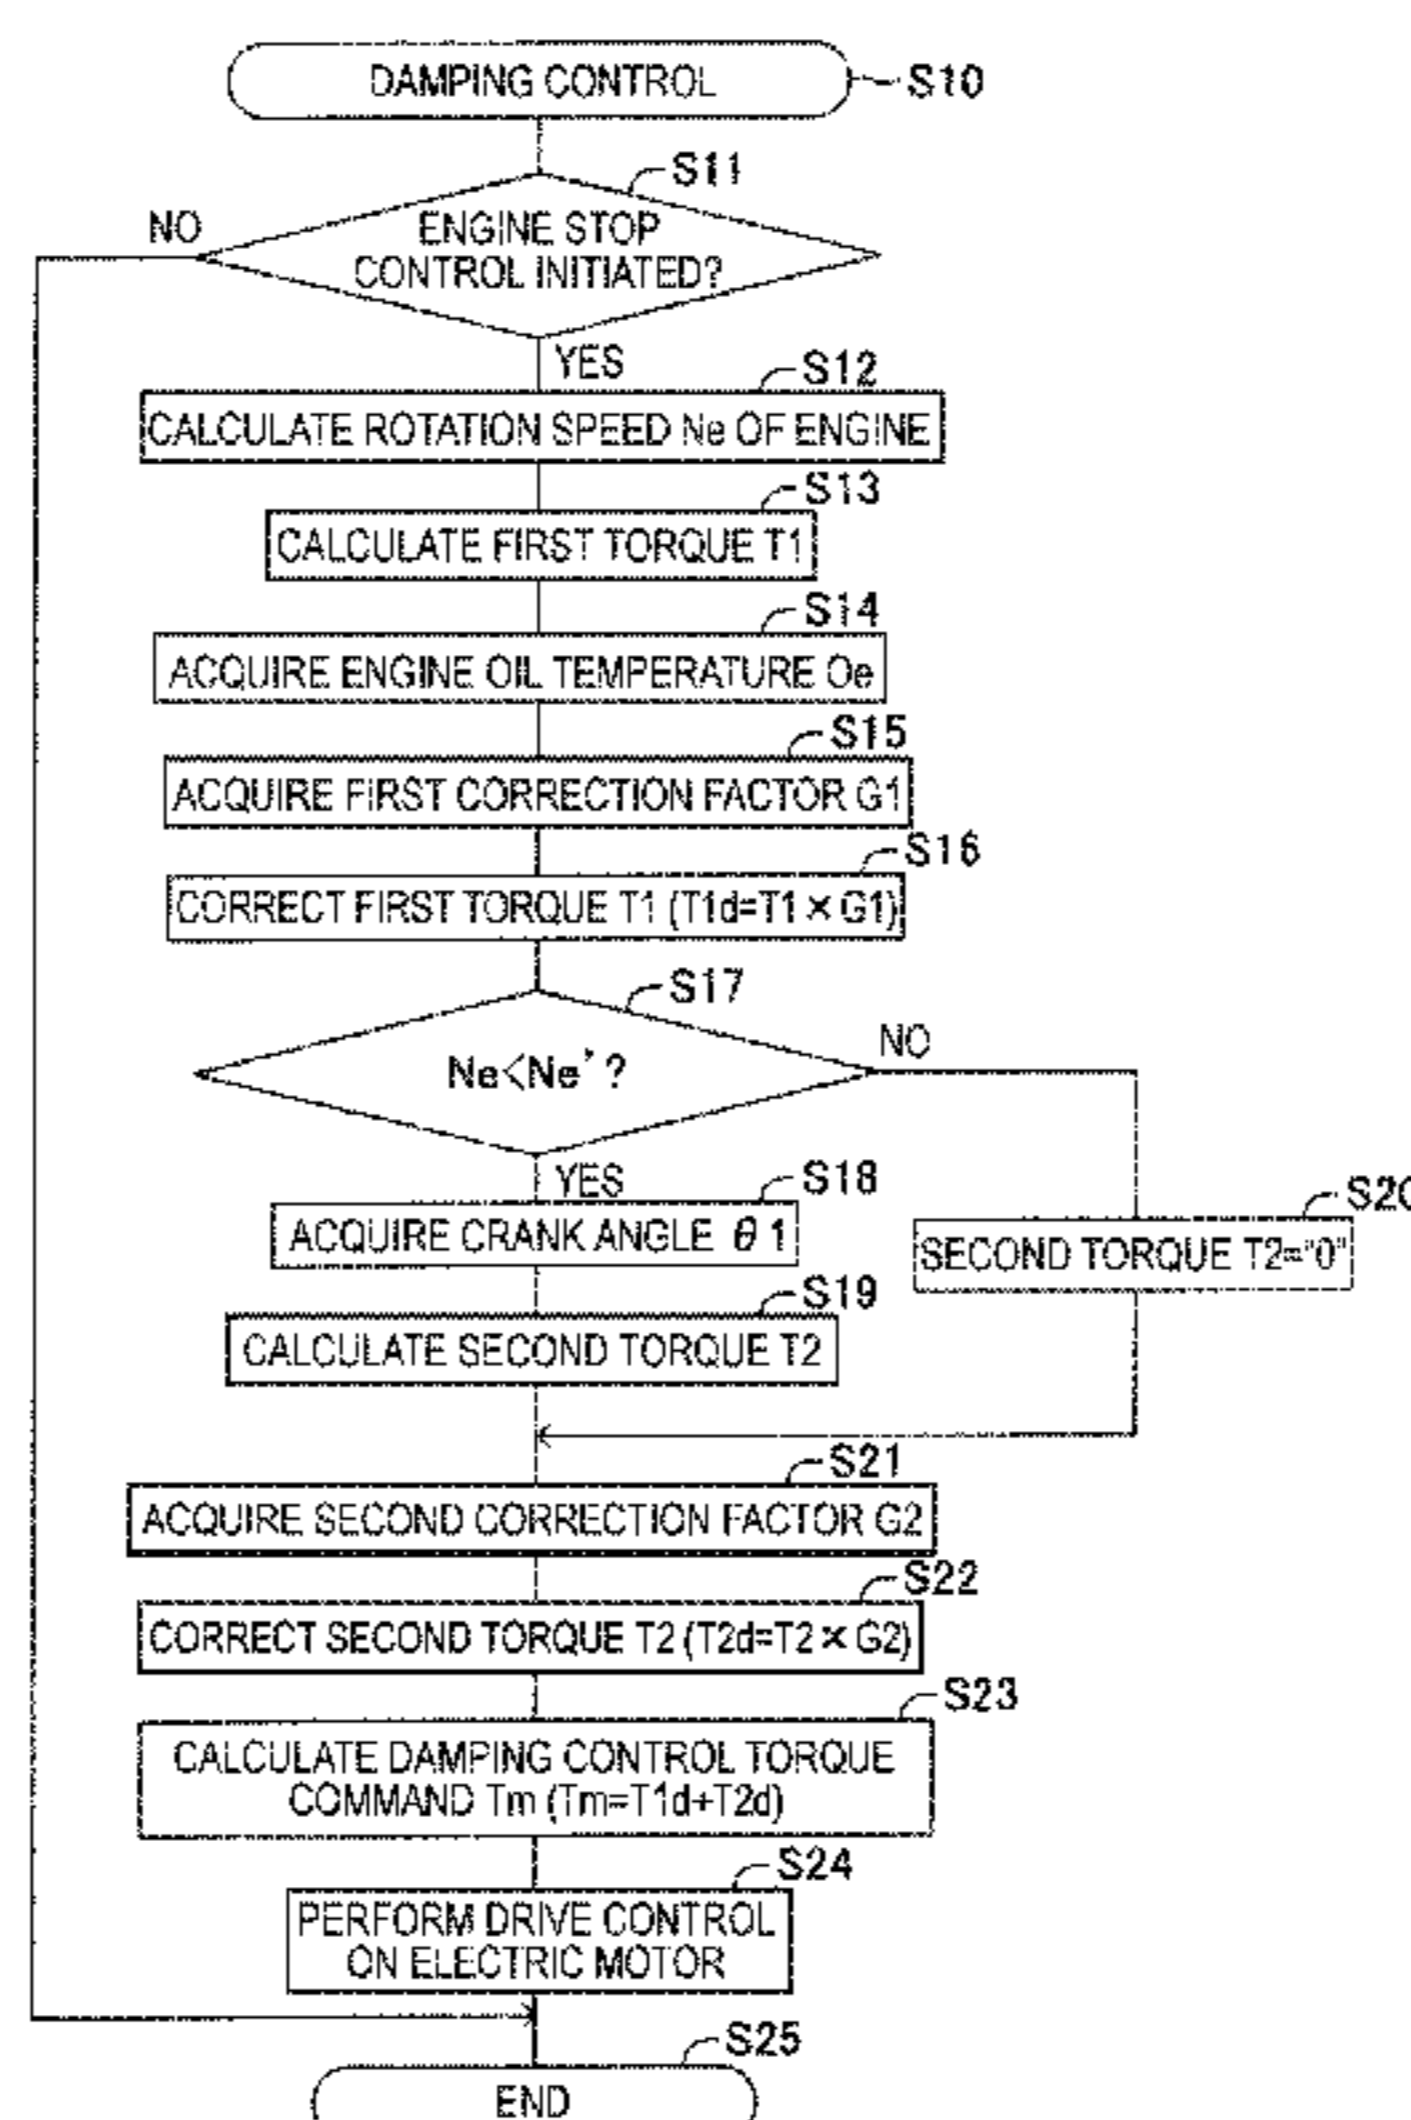 DAMPING CONTROL
S10
S11
NO
ENGINE STOP
CONTROL INITIATED?
YES
S12
CALCULATE ROTATION SPEED Ne OF ENGINE
S13
CALCULATE FIRST TORQUE T1
S14
ACQUIRE ENGINE OIL TEMPERATURE Oe
S15
ACQUIRE FIRST CORRECTION FACTOR G1
S16
CORRECT FIRST TORQUE T1 (T1d=T1×G1)
S17
Ne<Ne'?
NO
YES
S18
ACQUIRE CRANK ANGLE θ1
S20
SECOND TORQUE T2="0"
S19
CALCULATE SECOND TORQUE T2
S21
ACQUIRE SECOND CORRECTION FACTOR G2
S22
CORRECT SECOND TORQUE T2 (T2d=T2×G2)
S23
CALCULATE DAMPING CONTROL TORQUE
COMMAND Tm (Tm=T1d+T2d)
S24
PERFORM DRIVE CONTROL
ON ELECTRIC MOTOR
S25
END